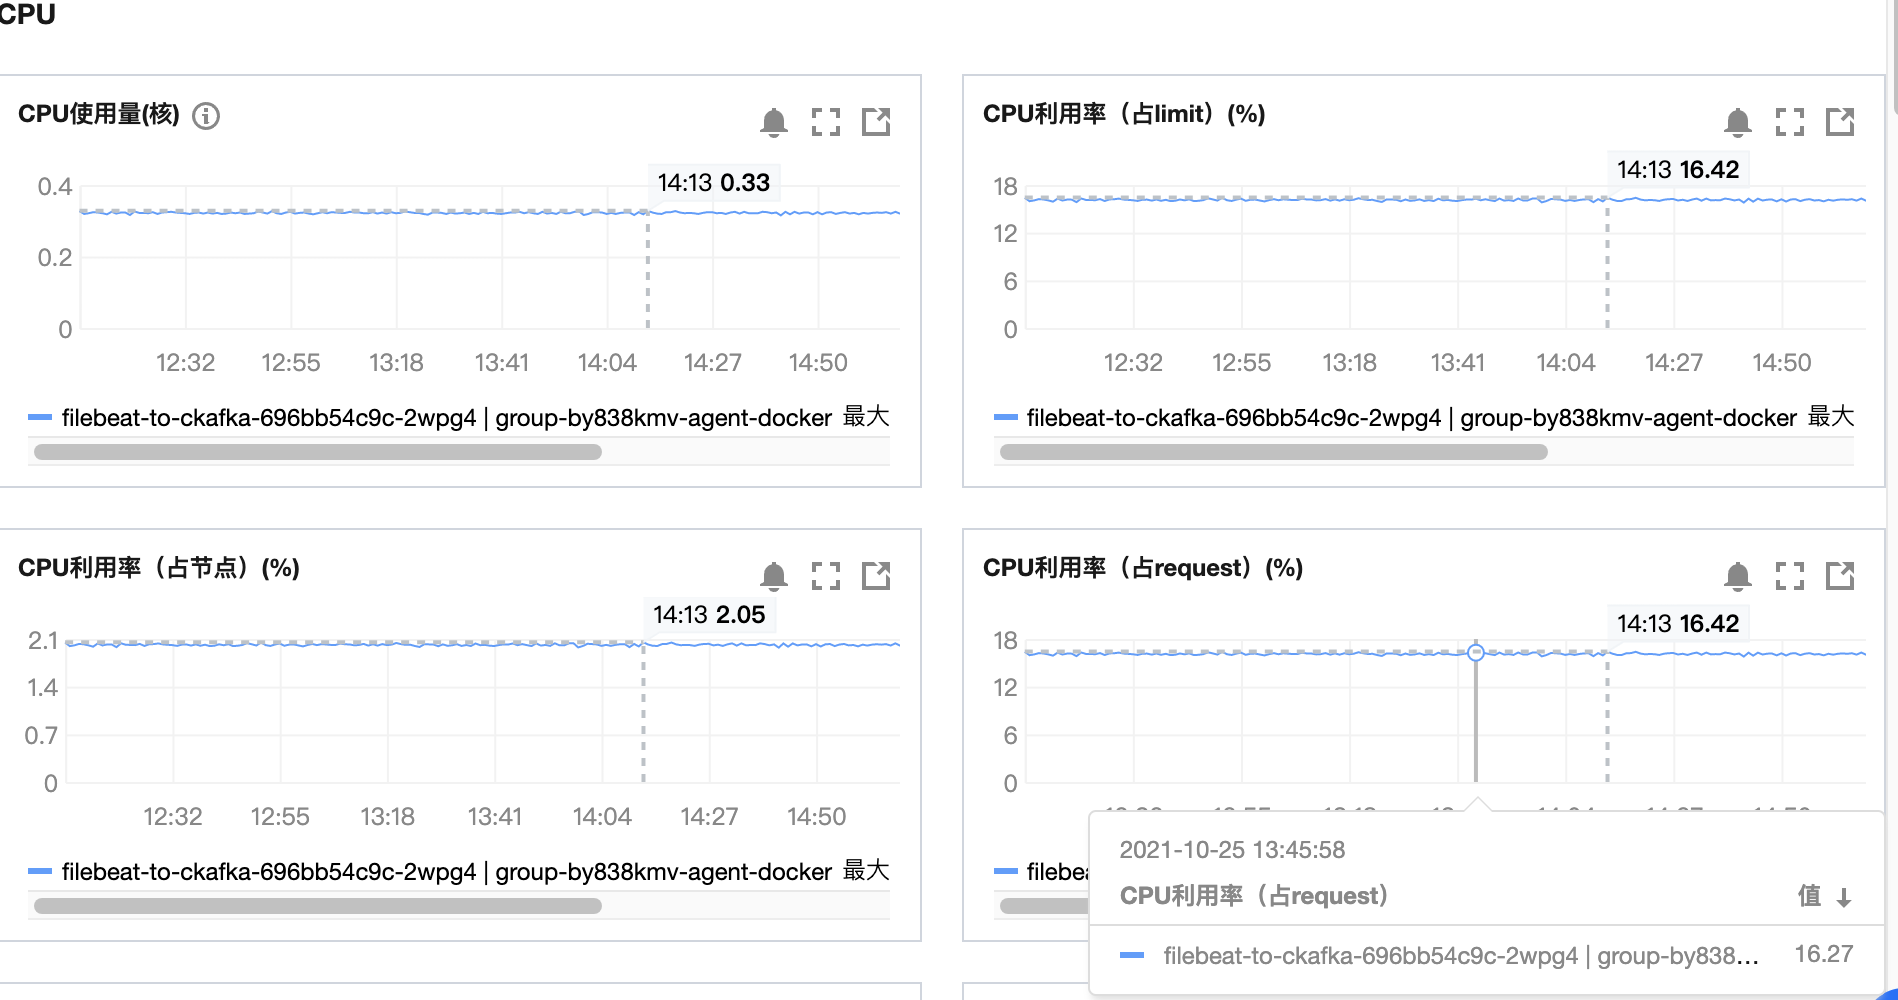 CPU
CPU使用量(核)
14:13 0.33
0.4
0.2
0
12:32 12:55 13:18 13:41 14:04 14:27 14:50
filebeat-to-ckafka-696bb54c9c-2wpg4 | group-by838kmv-agent-docker 最大
CPU利用率（占limit）(%)
14:13 16.42
18
12
6
0
12:32 12:55 13:18 13:41 14:04 14:27 14:50
filebeat-to-ckafka-696bb54c9c-2wpg4 | group-by838kmv-agent-docker 最大
CPU利用率（占节点）(%)
14:13 2.05
2.1
1.4
0.7
0
12:32 12:55 13:18 13:41 14:04 14:27 14:50
filebeat-to-ckafka-696bb54c9c-2wpg4 | group-by838kmv-agent-docker 最大
CPU利用率（占request）(%)
14:13 16.42
18
12
6
0
filebea
2021-10-25 13:45:58
CPU利用率（占request） 值
filebeat-to-ckafka-696bb54c9c-2wpg4 | group-by838... 16.27